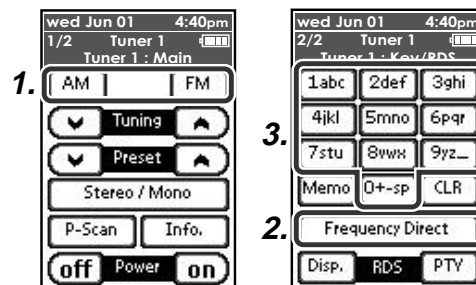 wed Jun 01 4:40pm
1/2 Tuner 1
Tuner 1 : Main
1. AM FM
Tuning
Preset
Stereo / Mono
P-Scan Info.
off Power on
wed Jun 01 4:40pm
2/2 Tuner 1
Tuner 1 : Key/RDS
1abc 2def 3ghi
4jkl 5mno 6pqr
3.
7stu 8vwx 9yz_
Memo 0+-sp CLR
2. Frequency Direct
Disp. RDS PTY